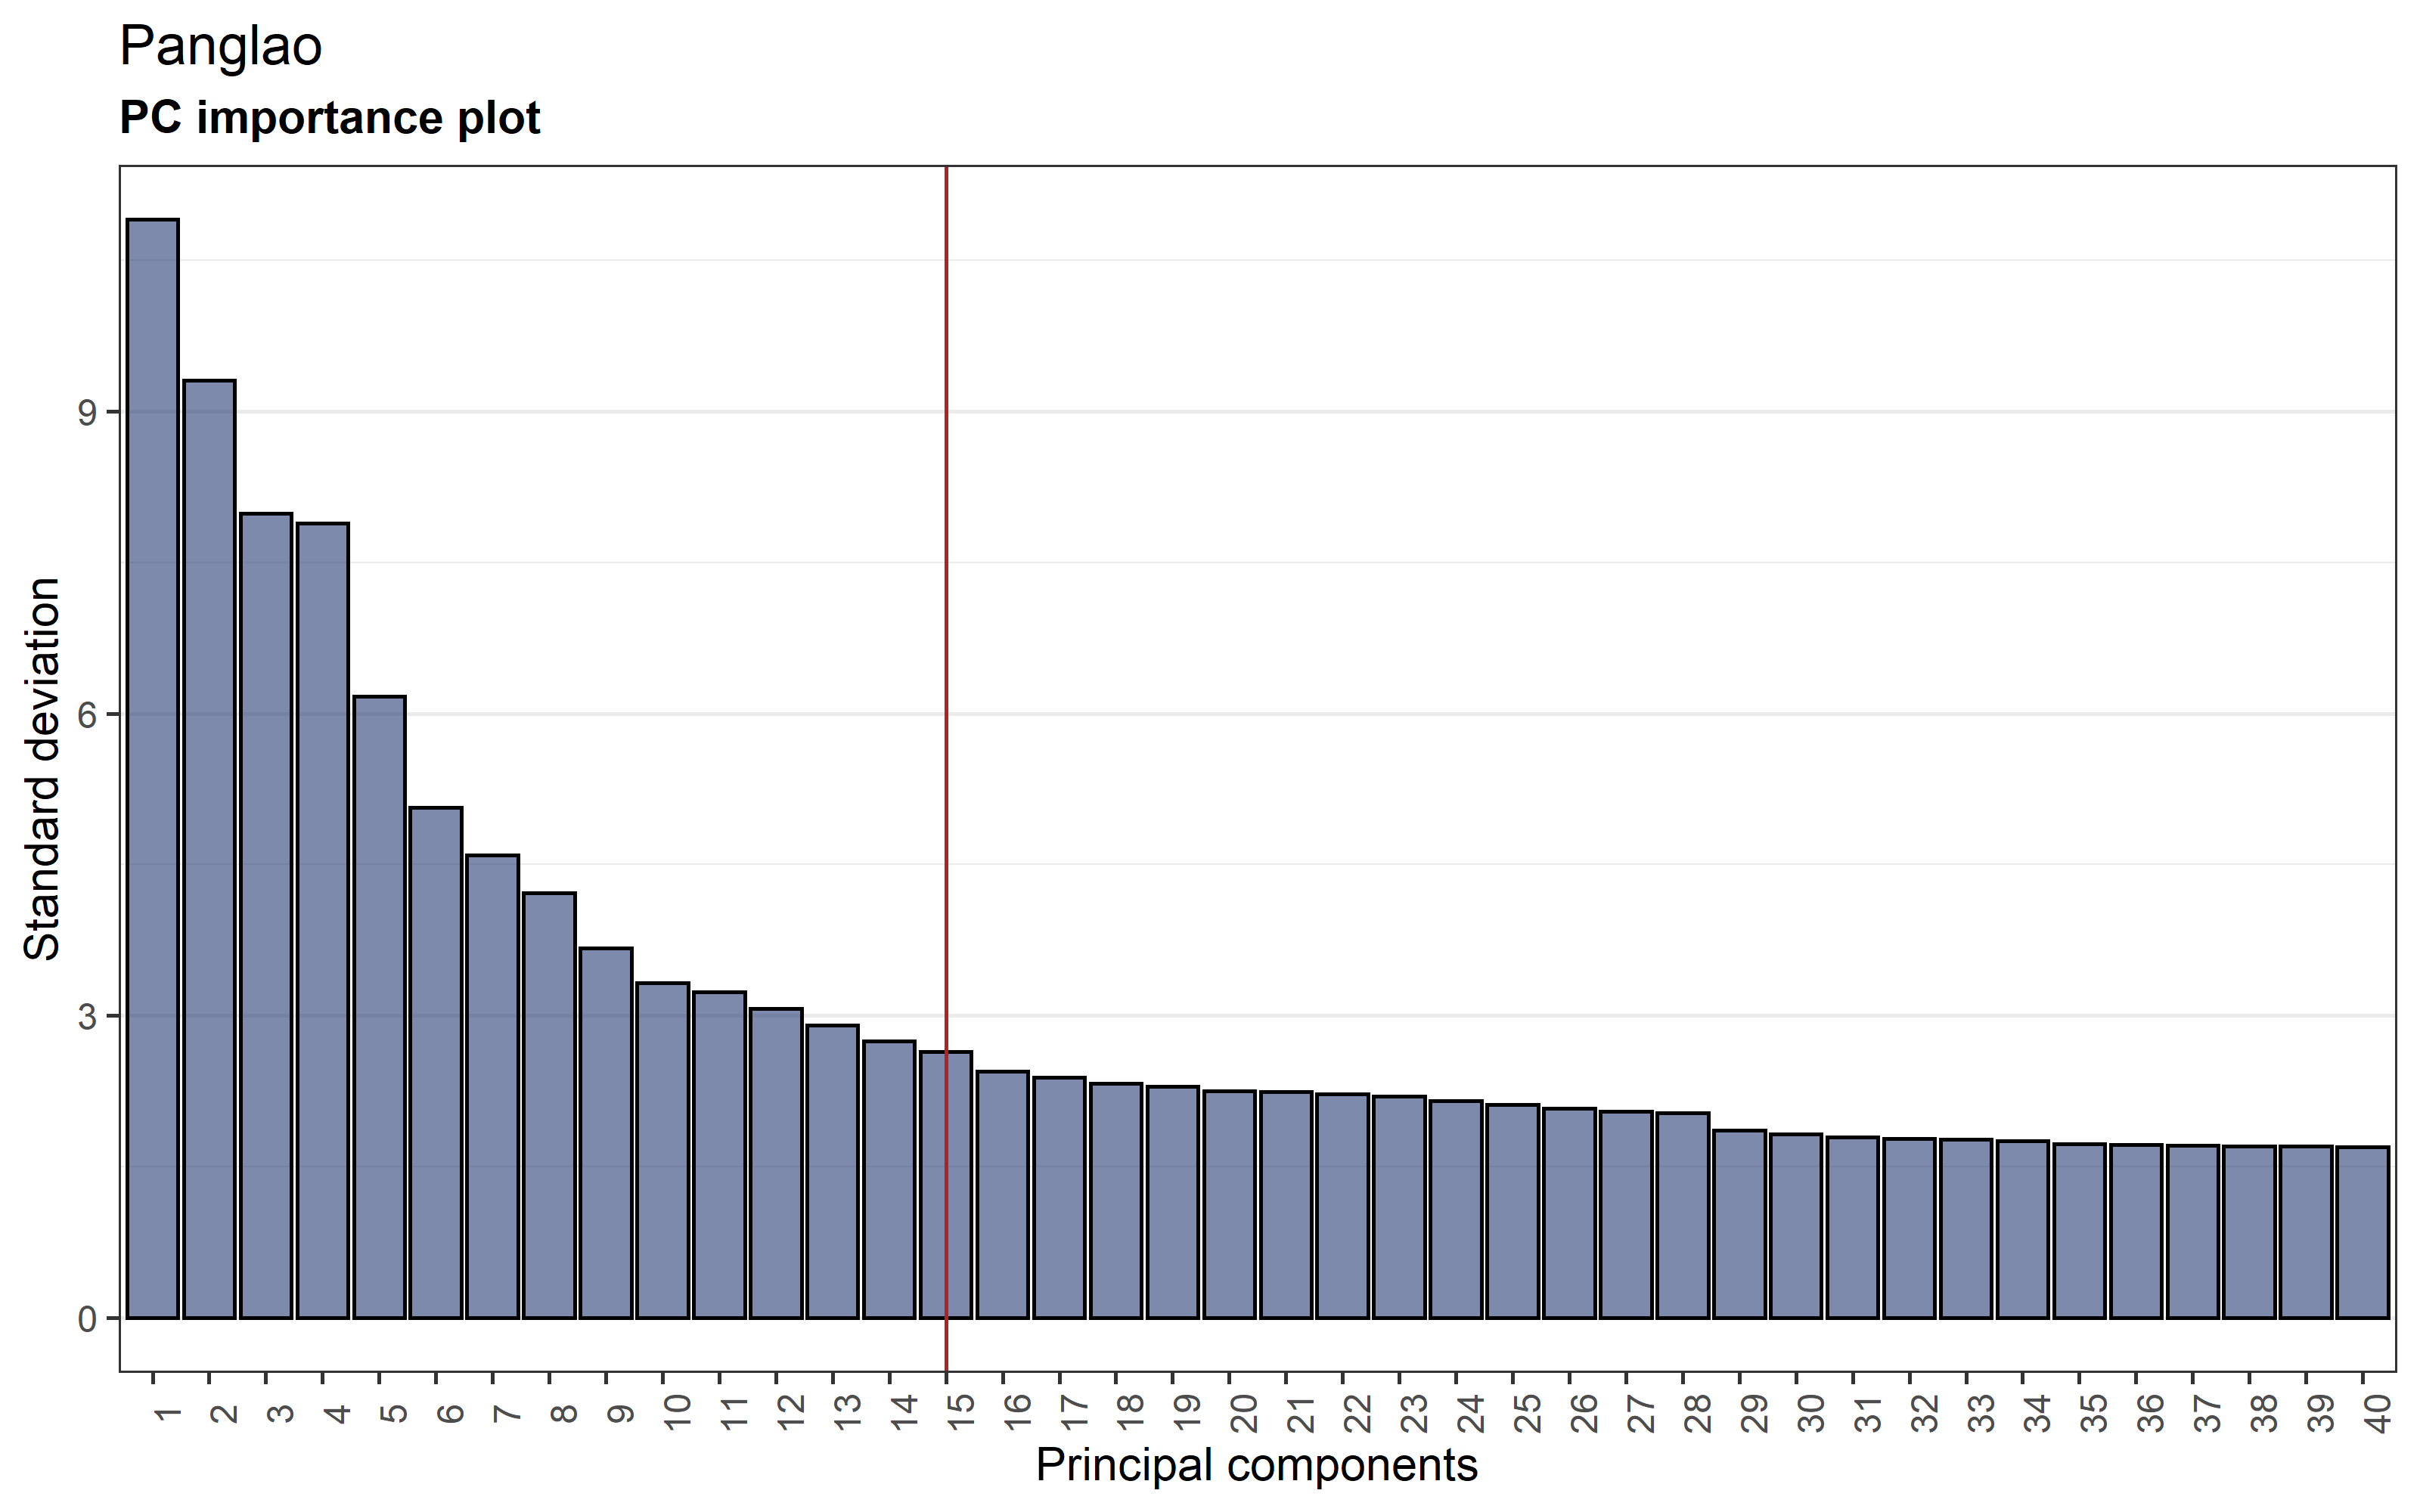 Panglao
PC importance plot
Standard deviation
9
6
3
0
1 2 3 4 5 6 7 8 9 10 11 12 13 14 15 16 17 18 19 20 21 22 23 24 25 26 27 28 29 30 31 32 33 34 35 36 37 38 39 40
Principal components